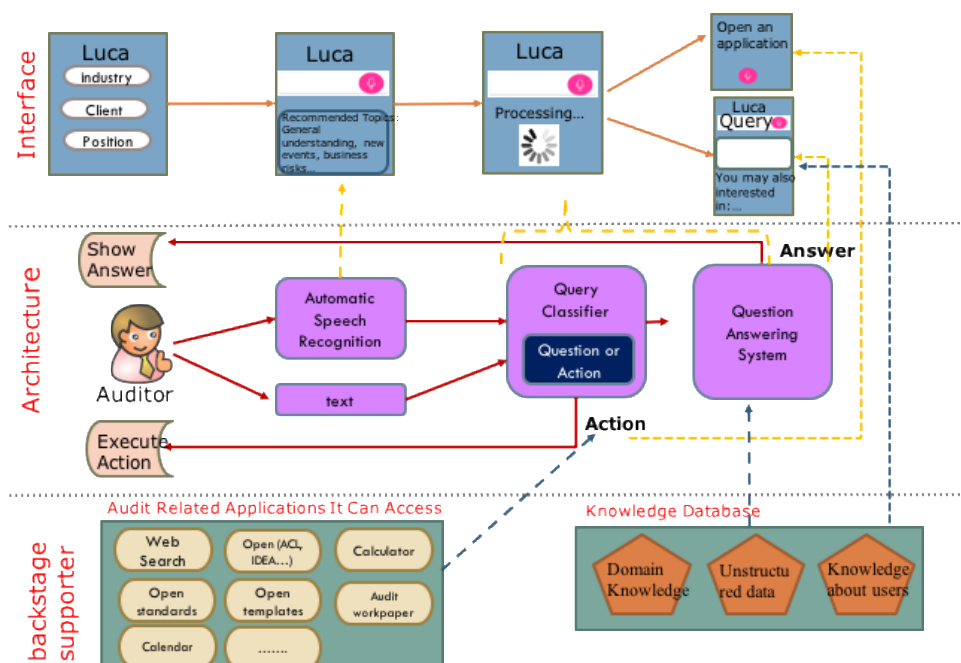 Interface
Luca
industry
Client
Position
Luca
Recommended Topics:
General
understanding, new
events, business
risks...
Luca
Processing...
Open an
application
Luca
Query
You may also
interested
in:...
Architecture
Show
Answer
Auditor
Execute
Action
Automatic
Speech
Recognition
text
Query
Classifier
Question or
Action
Answer
Question
Answering
System
Action
backstage
supporter
Audit Related Applications It Can Access
Web
Search
Open (ACL,
IDEA....)
Calculator
Open
standards
Open
templates
Audit
workpaper
Calendar
.......
Knowledge Database
Domain
Knowledge
Unstructu
red data
Knowledge
about users